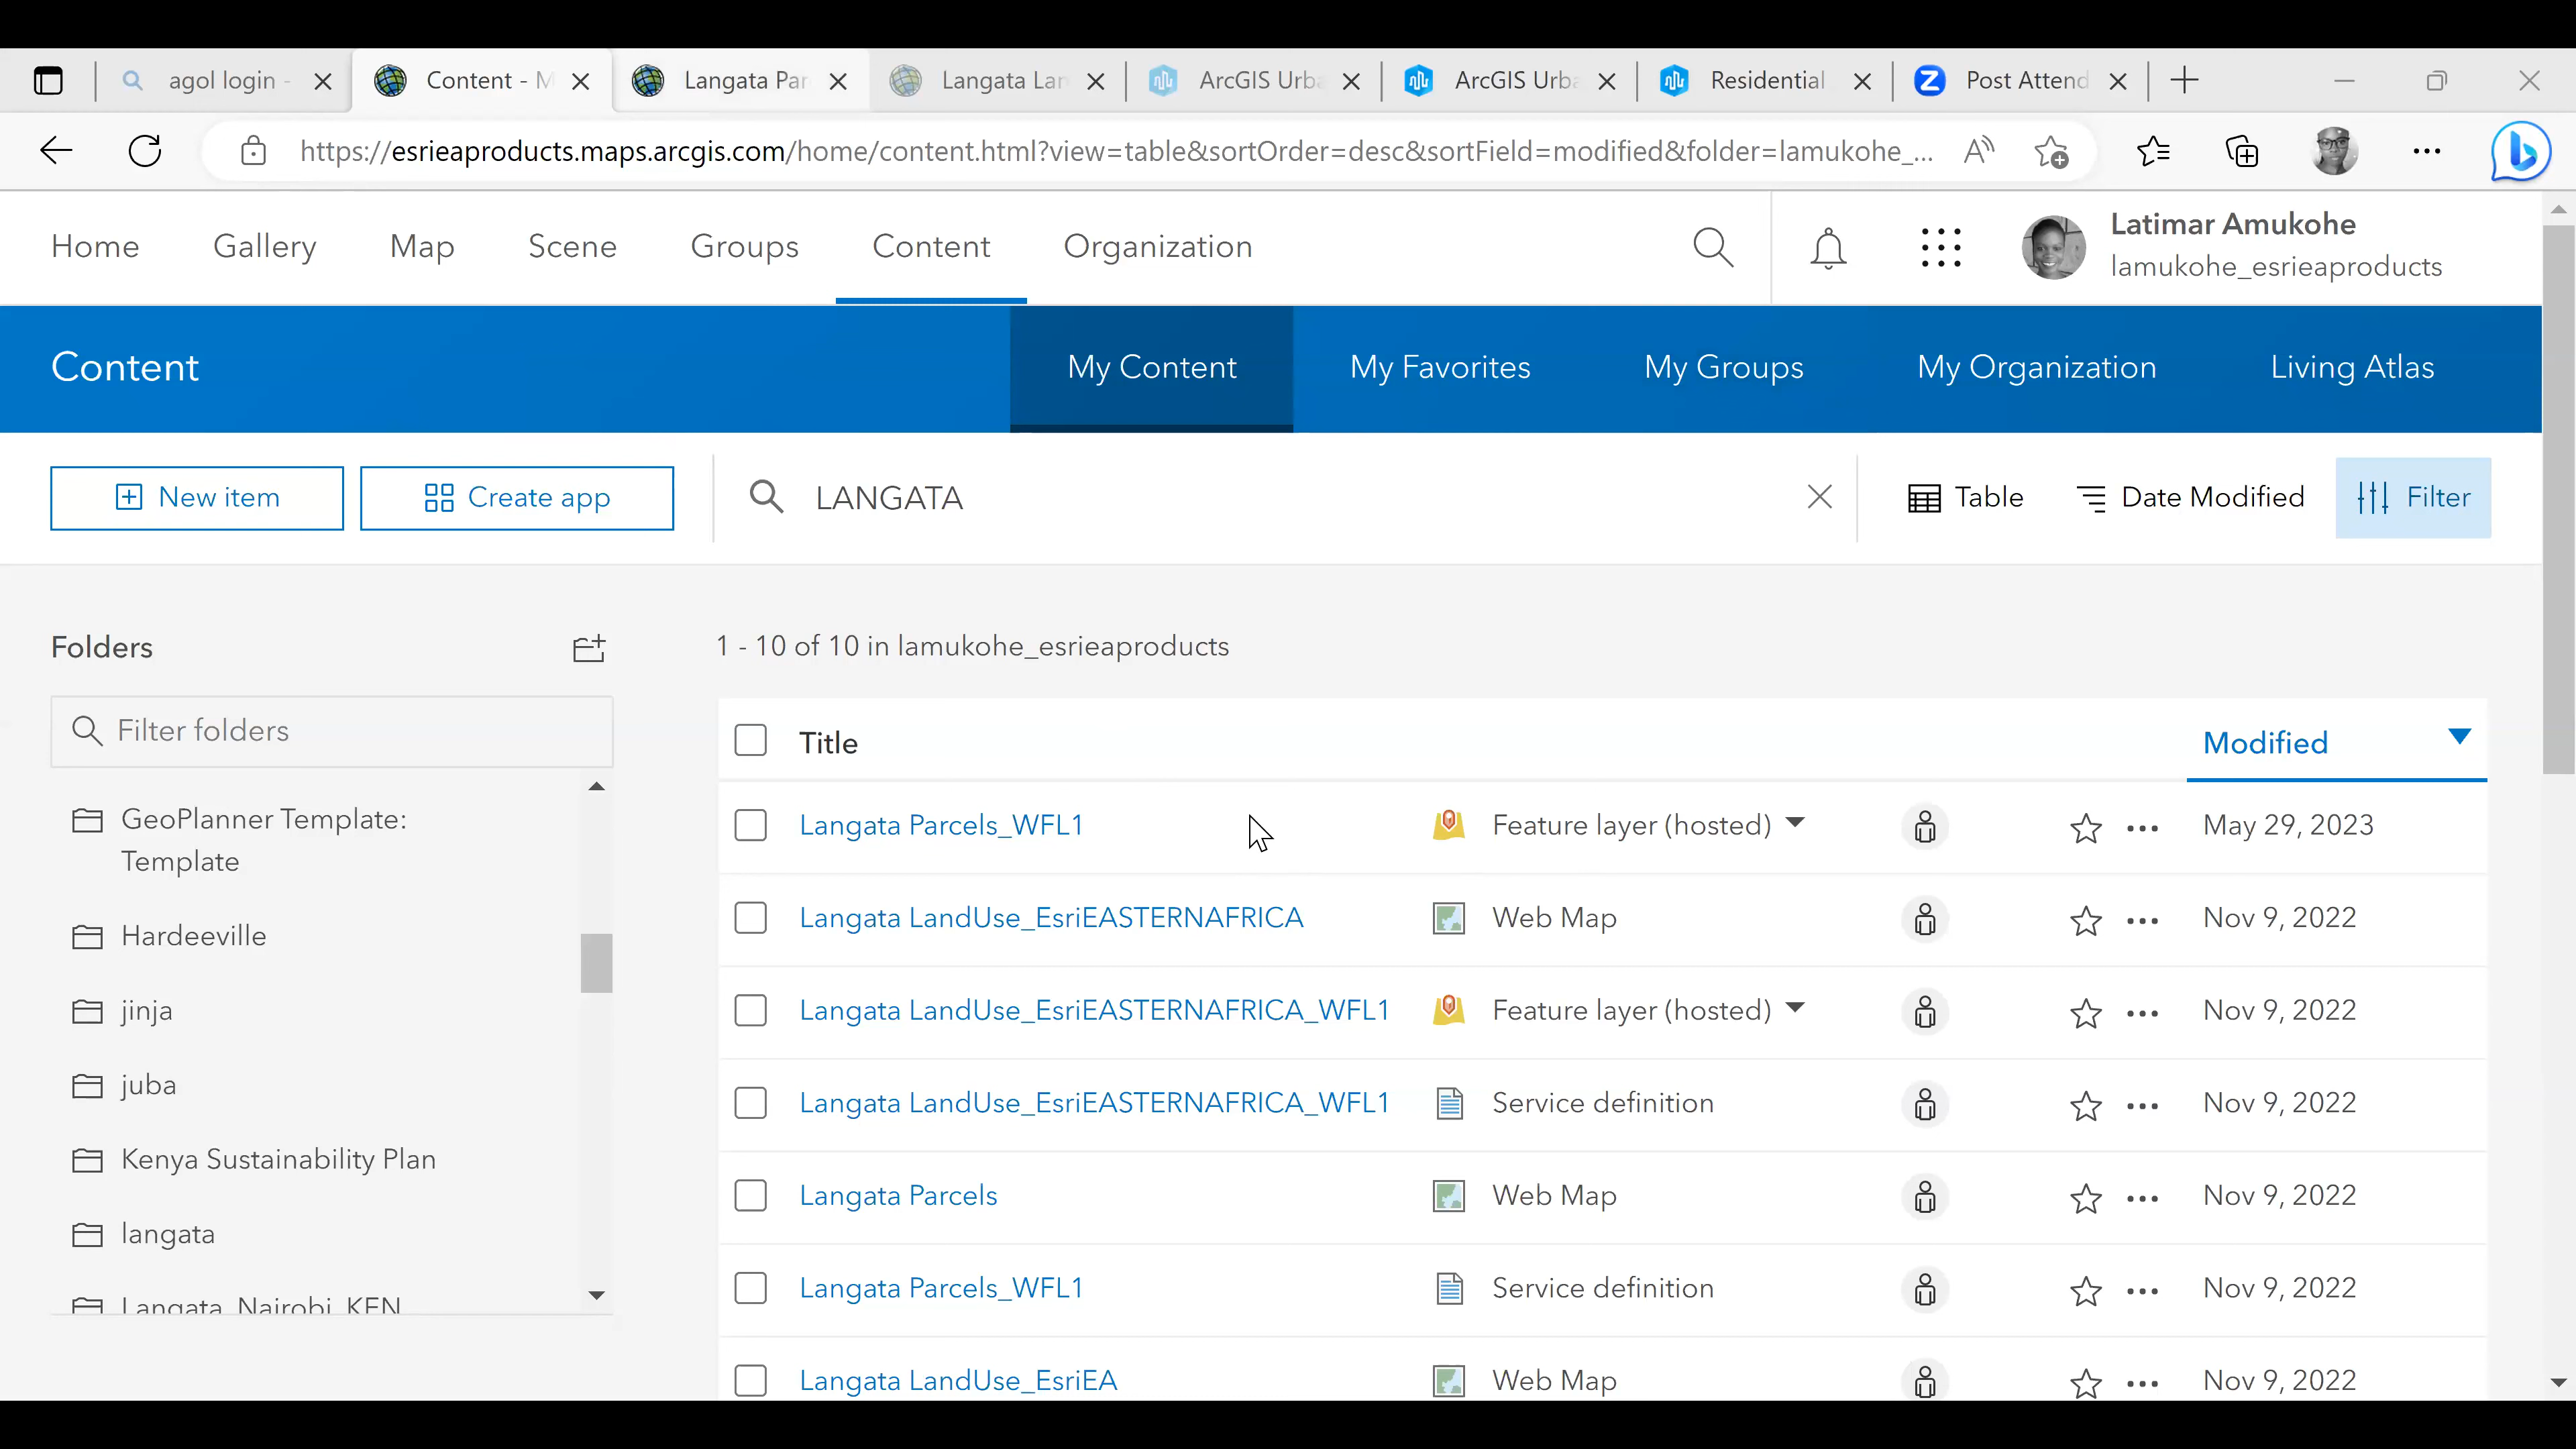 agol login -
Content - M
Langata Par
Langata Lan
ArcGIS Urba
ArcGIS Urba
Residential
Post Attend
https://esrieaproducts.maps.arcgis.com/home/content.html?view=table&sortOrder=desc&sortField=modified&folder=lamukohe_...
Home Gallery Map Scene Groups Content Organization
Latimar Amukohe
lamukohe_esrieaproducts
Content
My Content My Favorites My Groups My Organization Living Atlas
New item
Create app
LANGATA
Table
Date Modified
Filter
Folders
Filter folders
GeoPlanner Template:
Template
Hardeeville
jinja
juba
Kenya Sustainability Plan
langata
Langata, Nairobi, KEN
1 - 10 of 10 in lamukohe_esrieaproducts
Title Modified
Langata Parcels_WFL1 Feature layer (hosted) May 29, 2023
Langata LandUse_EsriEASTERNAFRICA Web Map Nov 9, 2022
Langata LandUse_EsriEASTERNAFRICA_WFL1 Feature layer (hosted) Nov 9, 2022
Langata LandUse_EsriEASTERNAFRICA_WFL1 Service definition Nov 9, 2022
Langata Parcels Web Map Nov 9, 2022
Langata Parcels_WFL1 Service definition Nov 9, 2022
Langata LandUse_EsriEA Web Map Nov 9, 2022